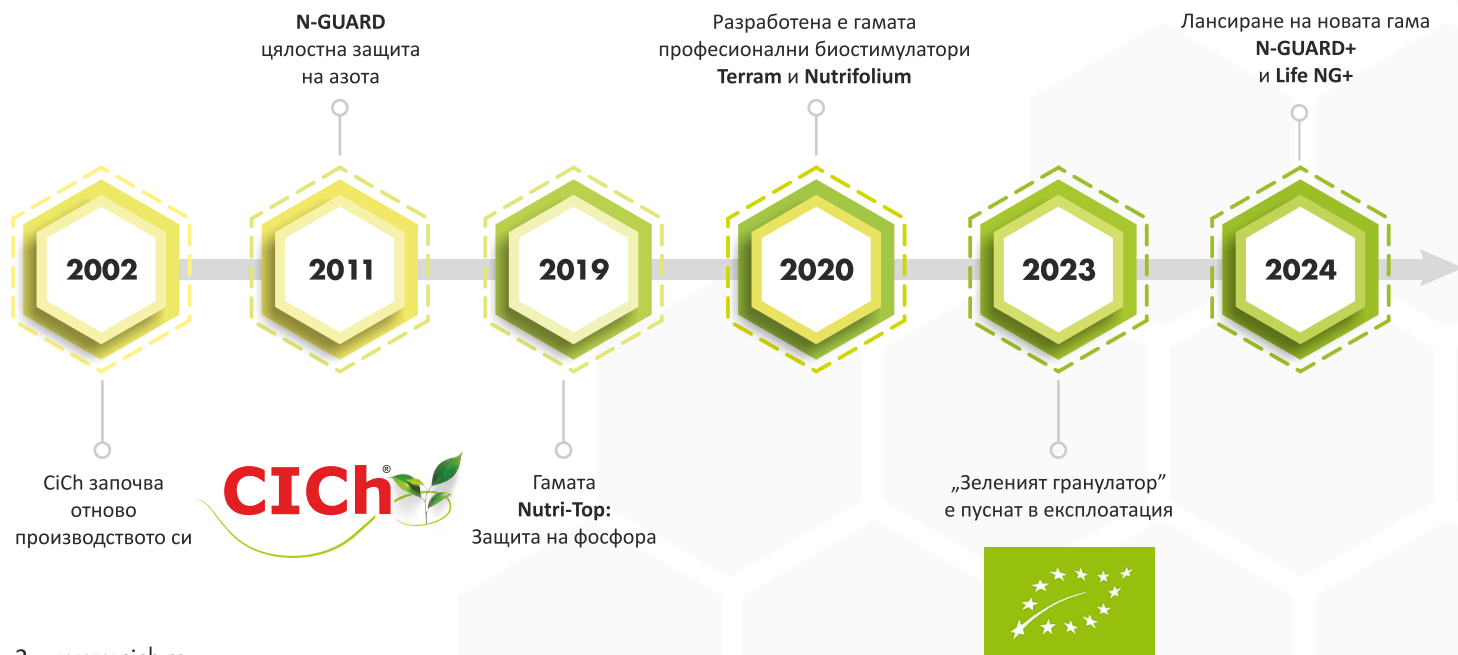 N-GUARD
цялостна защита
на азота
Разработена е гамата
професионални биостимулатори
Terram и Nutrifolium
Лансиране на новата гама
N-GUARD+
и Life NG+
2002
2011
2019
2020
2023
2024
CiCh започва
отново
производството си
CICh®
Гамата
Nutri-Top:
Защита на фосфора
„Зеленият гранулатор”
е пуснат в експлоатация